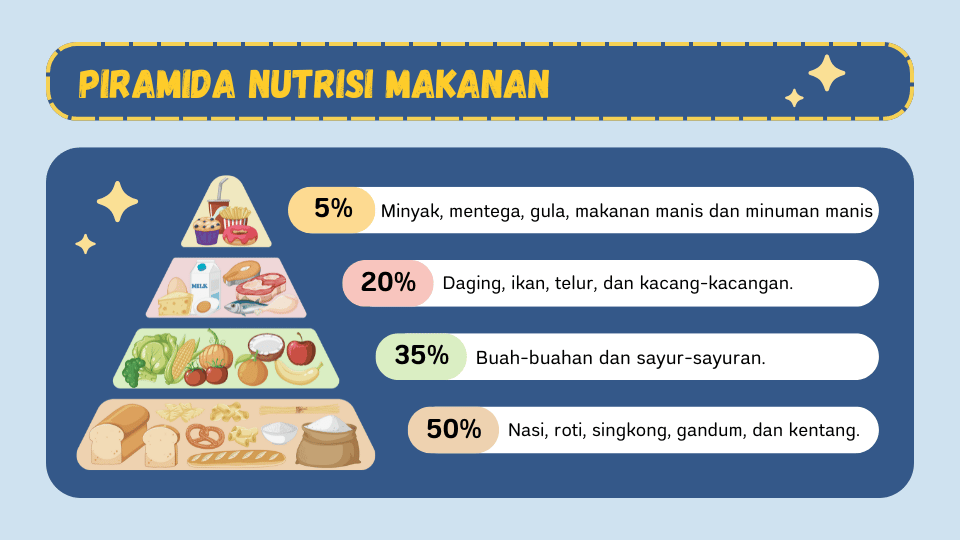 PIRAMIDA NUTRISI MAKANAN
5% Minyak, mentega, gula, makanan manis dan minuman manis
20% Daging, ikan, telur, dan kacang-kacangan.
MILK
35% Buah-buahan dan sayur-sayuran.
50% Nasi, roti, singkong, gandum, dan kentang.